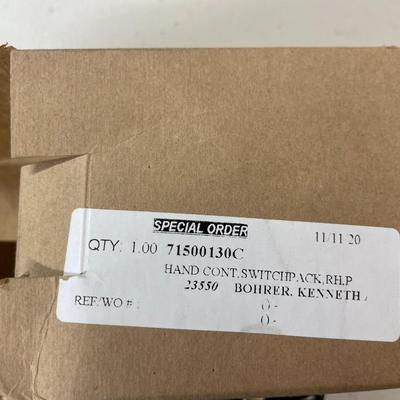 SPECIAL ORDER 11/11/20
QTY: 1.00 71500130C
HAND CONT,SWITCHPACK,RH,P
23550 BOHRER, KENNETH
REF/WO #: () -
() -